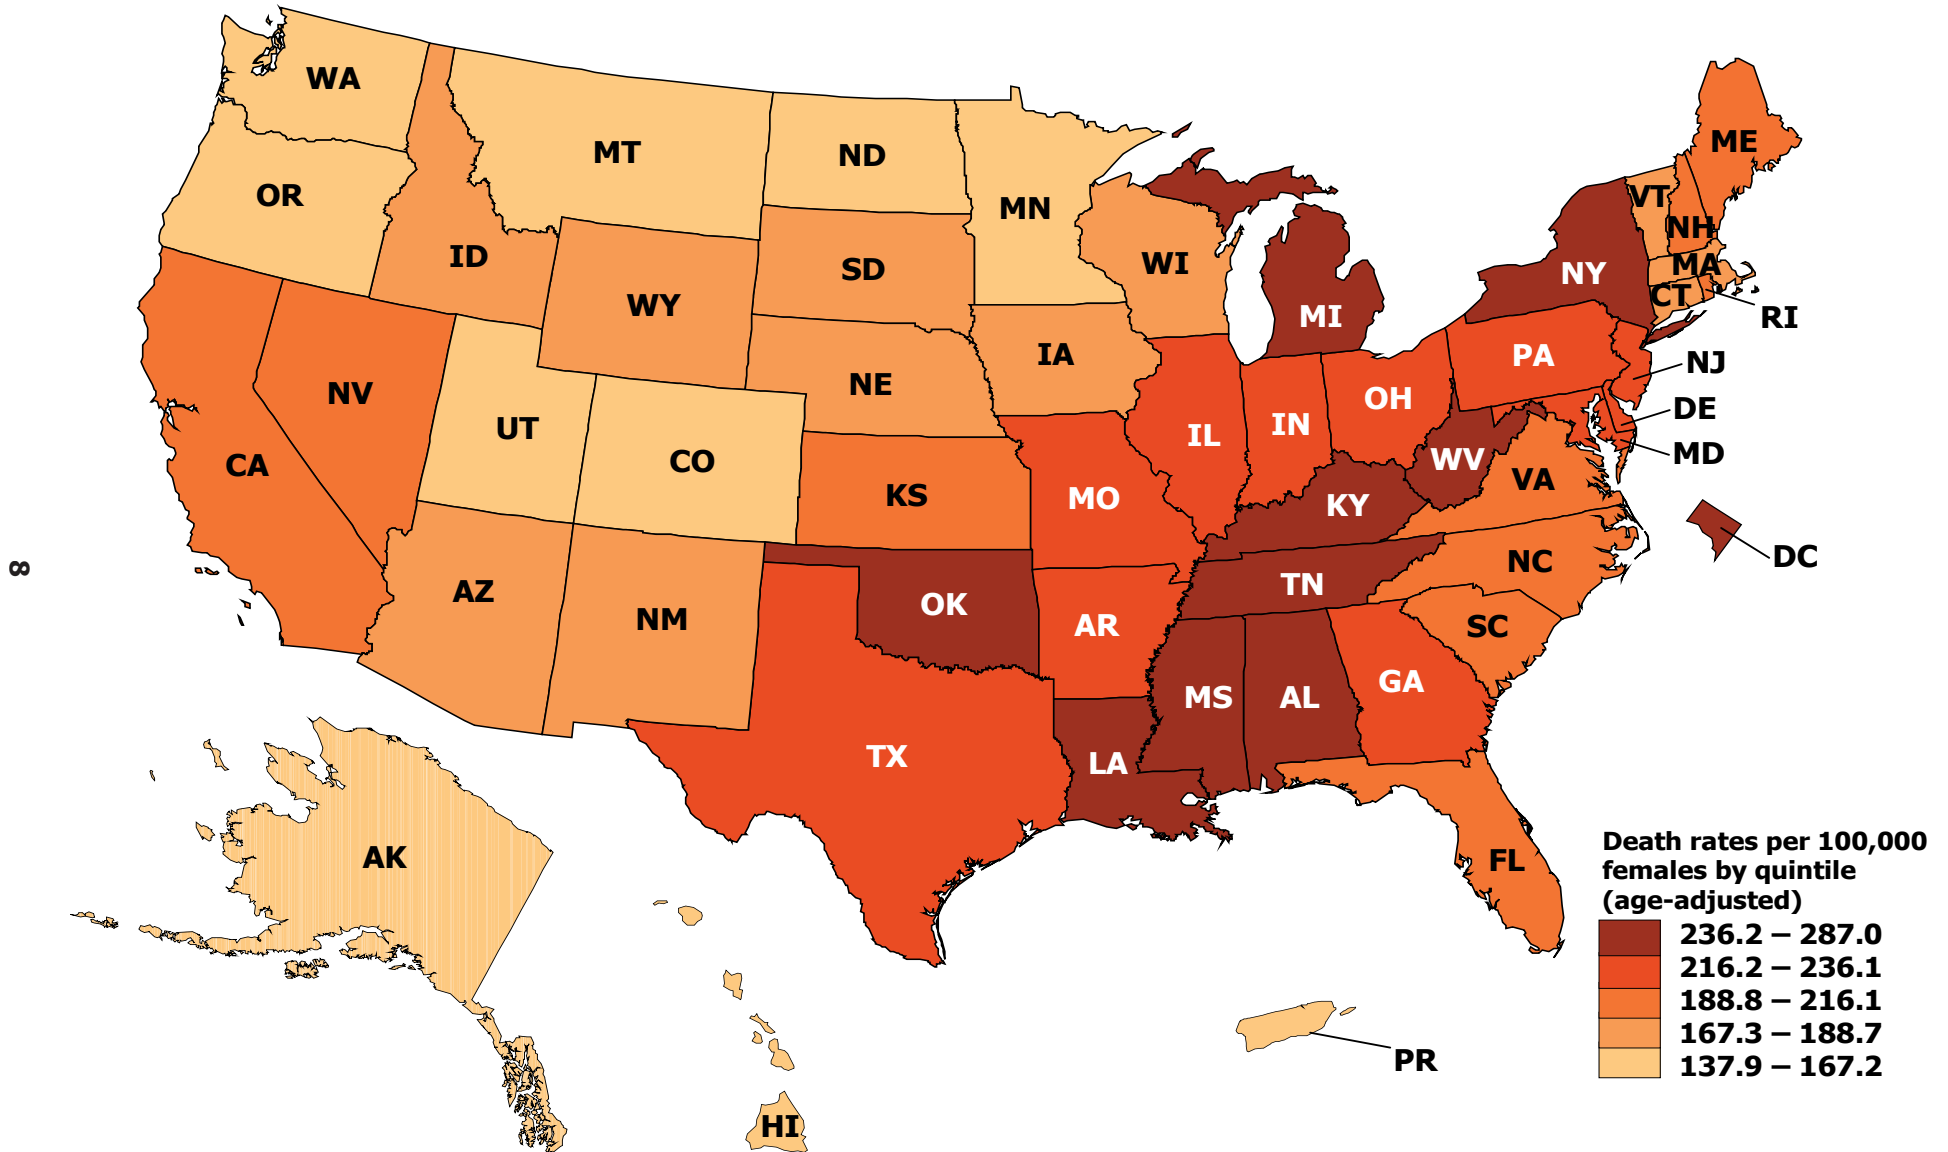 WA
MT
ND
ME
OR
MN
VT
NH
ID
SD
WI
MA
NY
CT
WY
MI
RI
IA
PA
NJ
NV
NE
OH
DE
UT
CO
IL
IN
MD
CA
WV
KS
MO
KY
VA
DC
AZ
NM
OK
AR
TN
NC
SC
8
MS
AL
GA
TX
LA
AK
FL
Death rates per 100,000
females by quintile
(age-adjusted)
236.2 – 287.0
216.2 – 236.1
188.8 – 216.1
167.3 – 188.7
137.9 – 167.2
PR
HI